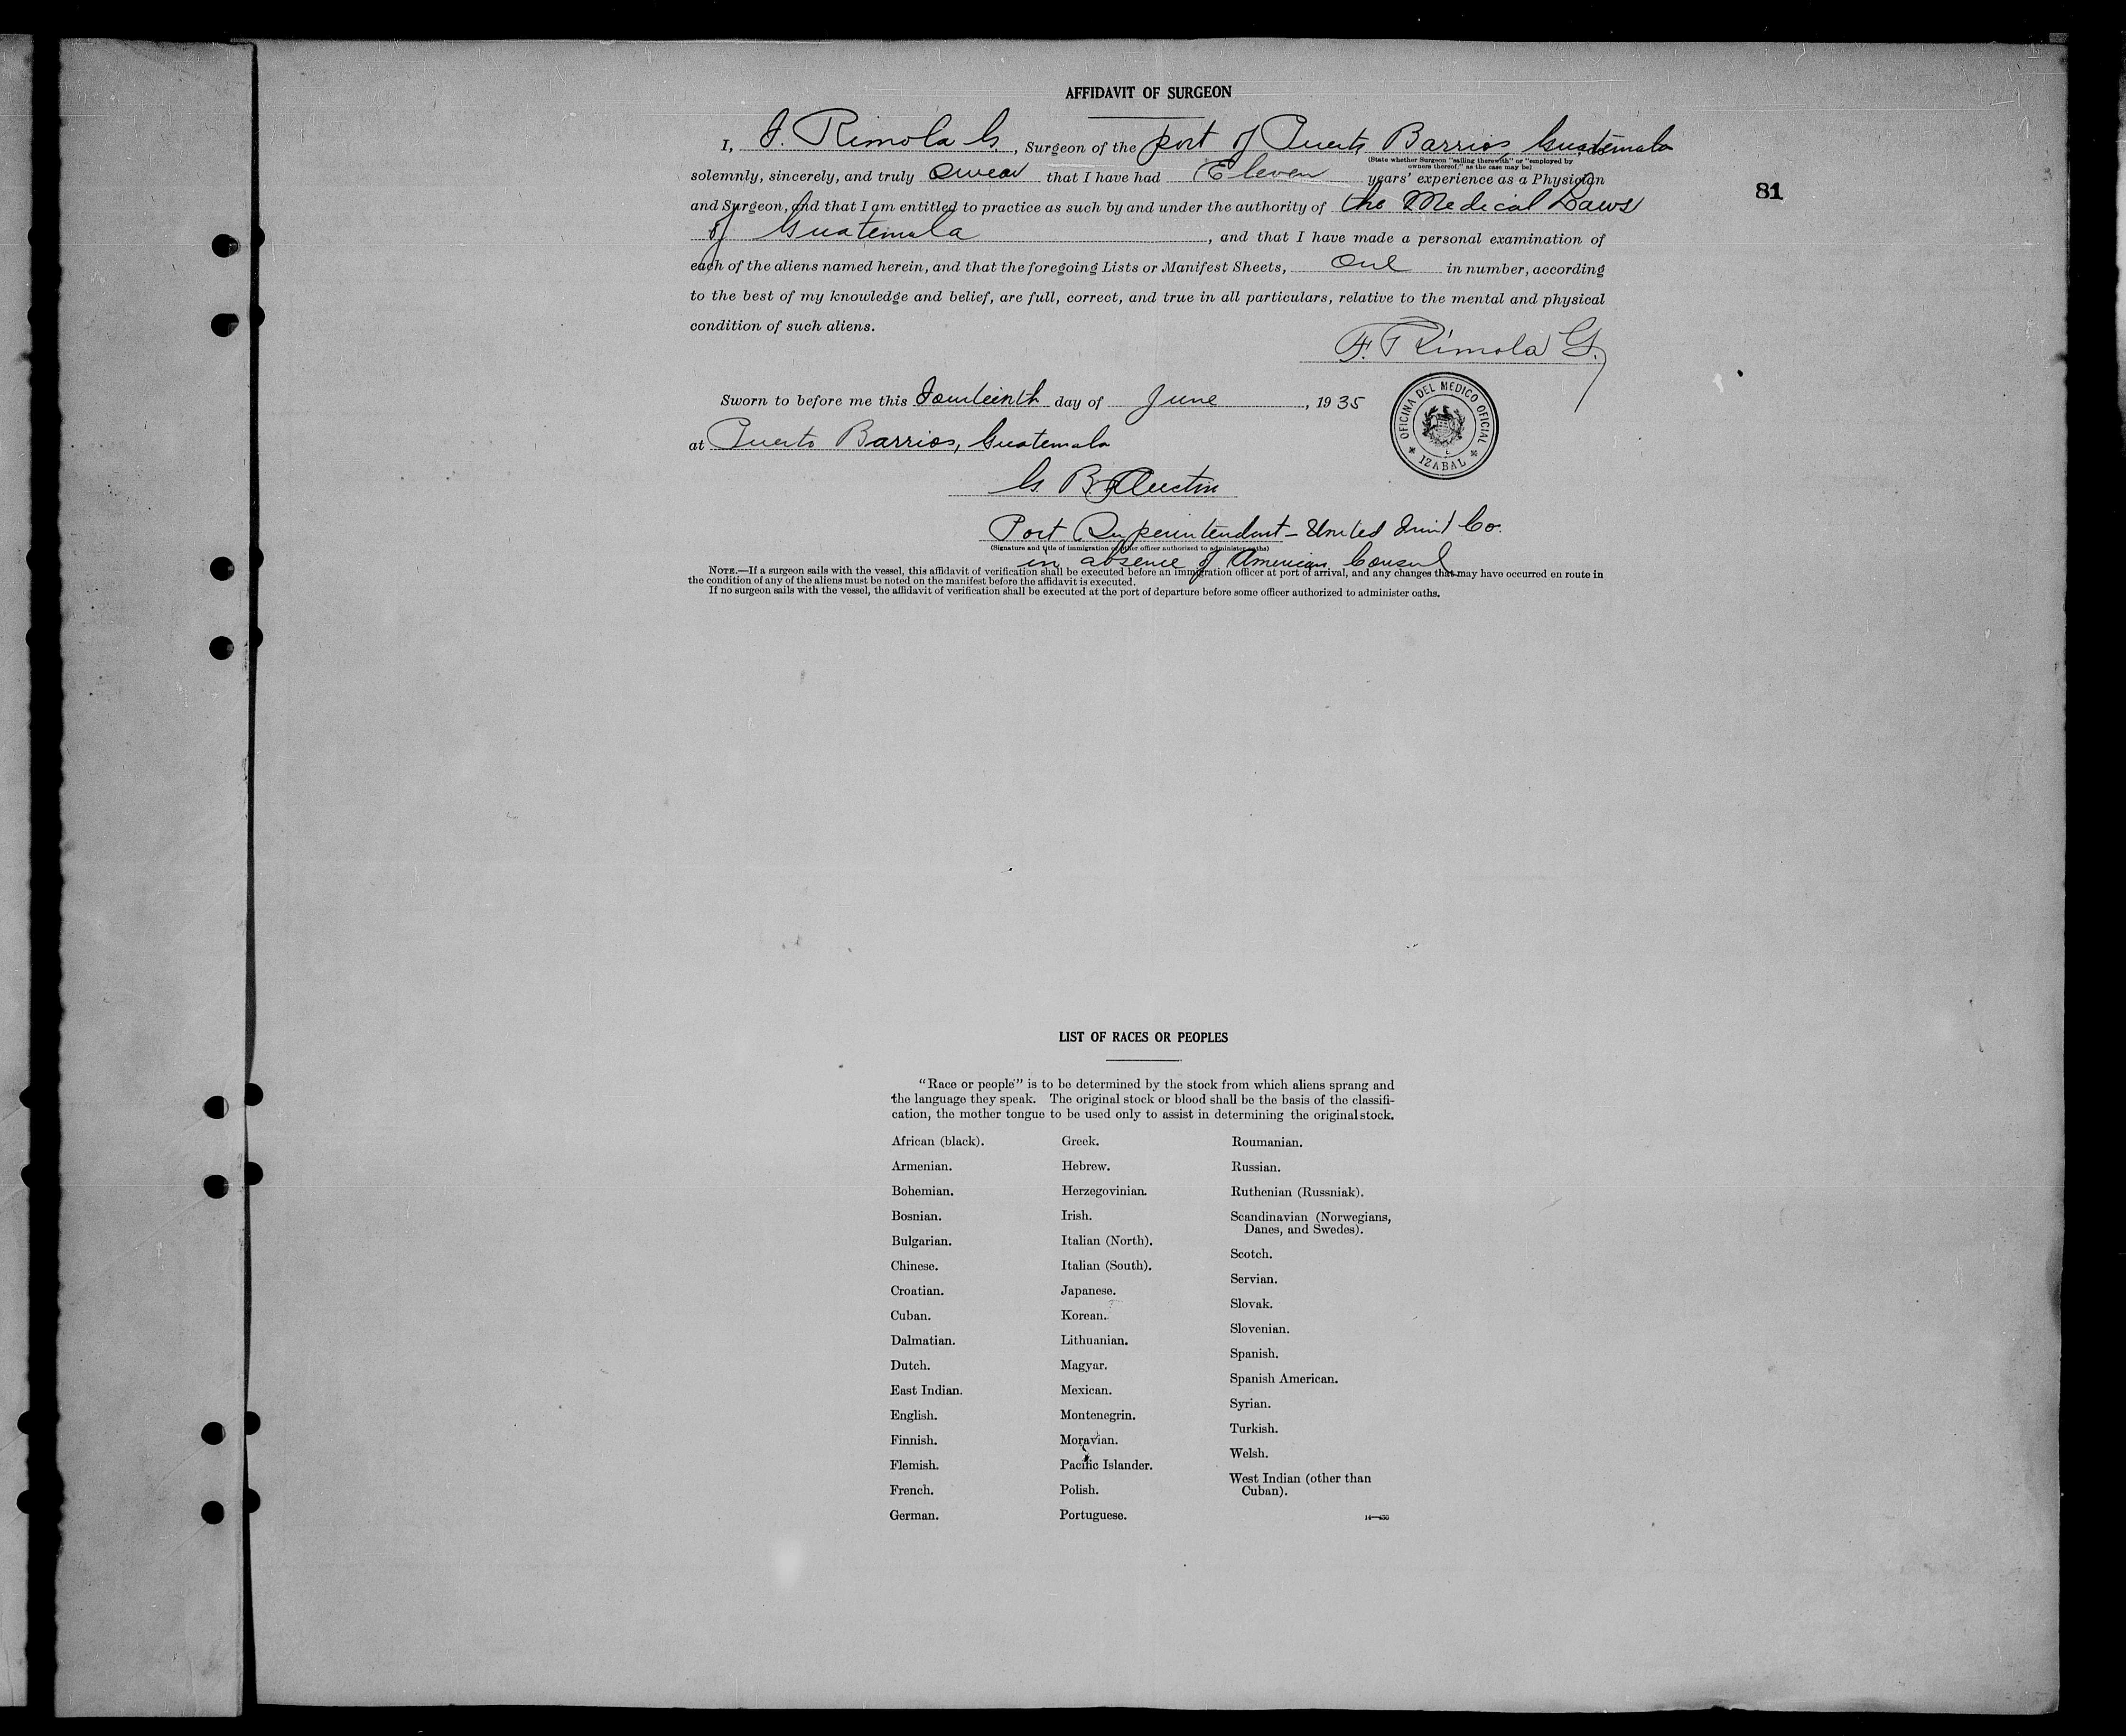 AFFIDAVIT OF SURGEON
I, F. Rimola G., Surgeon of the port of Puerto Barrios, Guatemala
(State whether Surgeon "sailing therewith" or "employed by
owners thereof," as the case may be)
solemnly, sincerely, and truly swear that I have had Eleven years' experience as a Physician
and Surgeon, and that I am entitled to practice as such by and under the authority of the Medical Laws
of Guatemala, and that I have made a personal examination of
each of the aliens named herein, and that the foregoing Lists or Manifest Sheets, one in number, according
to the best of my knowledge and belief, are full, correct, and true in all particulars, relative to the mental and physical
condition of such aliens.
81
F. Rimola G.
Sworn to before me this fourteenth day of June, 1935
at Puerto Barrios, Guatemala
OFICINA DEL MEDICO OFICIAL
IZABAL
G. B. Austin
Port Superintendent - United Fruit Co.
(Signature and title of immigration or other officer authorized to administer oaths)
in absence of American Consul
NOTE.—If a surgeon sails with the vessel, this affidavit of verification shall be executed before an immigration officer at port of arrival, and any changes that may have occurred en route in
the condition of any of the aliens must be noted on the manifest before the affidavit is executed.
If no surgeon sails with the vessel, the affidavit of verification shall be executed at the port of departure before some officer authorized to administer oaths.
LIST OF RACES OR PEOPLES
"Race or people" is to be determined by the stock from which aliens sprang and
the language they speak. The original stock or blood shall be the basis of the classifi-
cation, the mother tongue to be used only to assist in determining the original stock.
African (black).
Armenian.
Bohemian.
Bosnian.
Bulgarian.
Chinese.
Croatian.
Cuban.
Dalmatian.
Dutch.
East Indian.
English.
Finnish.
Flemish.
French.
German.
Greek.
Hebrew.
Herzegovinian.
Irish.
Italian (North).
Italian (South).
Japanese.
Korean.
Lithuanian.
Magyar.
Mexican.
Montenegrin.
Moravian.
Pacific Islander.
Polish.
Portuguese.
Roumanian.
Russian.
Ruthenian (Russniak).
Scandinavian (Norwegians,
Danes, and Swedes).
Scotch.
Servian.
Slovak.
Slovenian.
Spanish.
Spanish American.
Syrian.
Turkish.
Welsh.
West Indian (other than
Cuban).